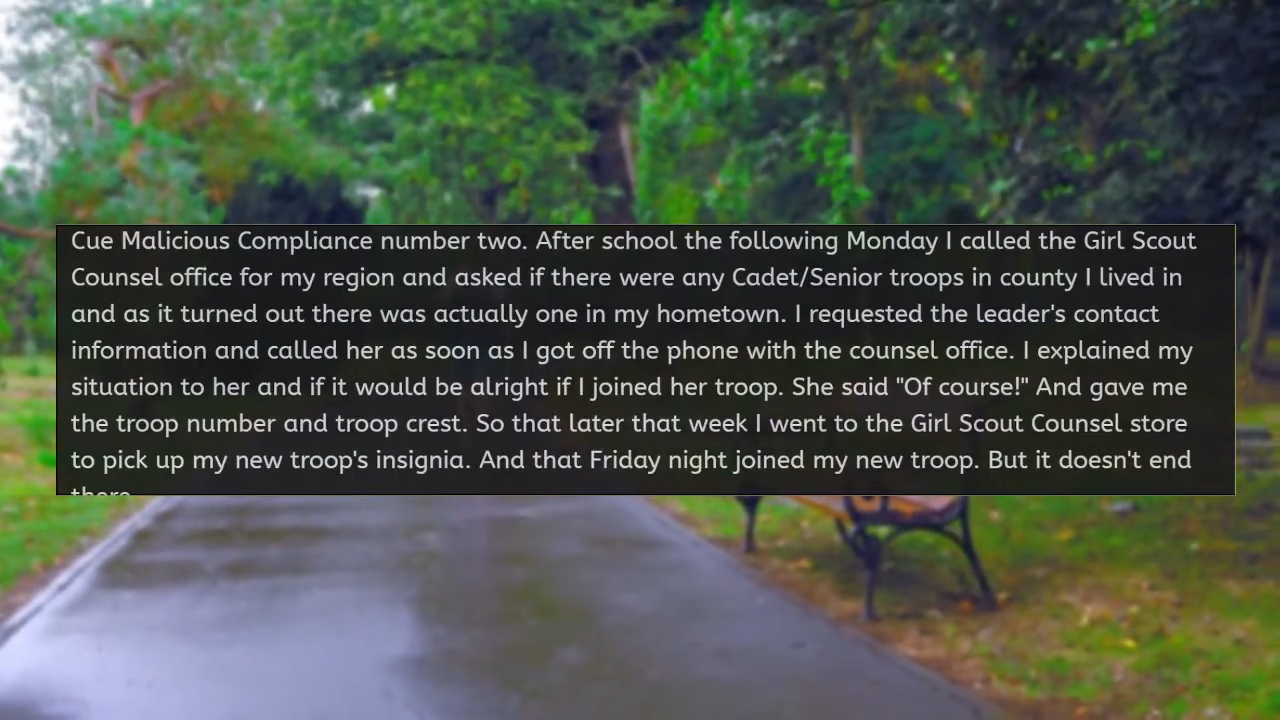 Cue Malicious Compliance number two. After school the following Monday I called the Girl Scout
Counsel office for my region and asked if there were any Cadet/Senior troops in county I lived in
and as it turned out there was actually one in my hometown. I requested the leader's contact
information and called her as soon as I got off the phone with the counsel office. I explained my
situation to her and if it would be alright if I joined her troop. She said "Of course!" And gave me
the troop number and troop crest. So that later that week I went to the Girl Scout Counsel store
to pick up my new troop's insignia. And that Friday night joined my new troop. But it doesn't end
there.